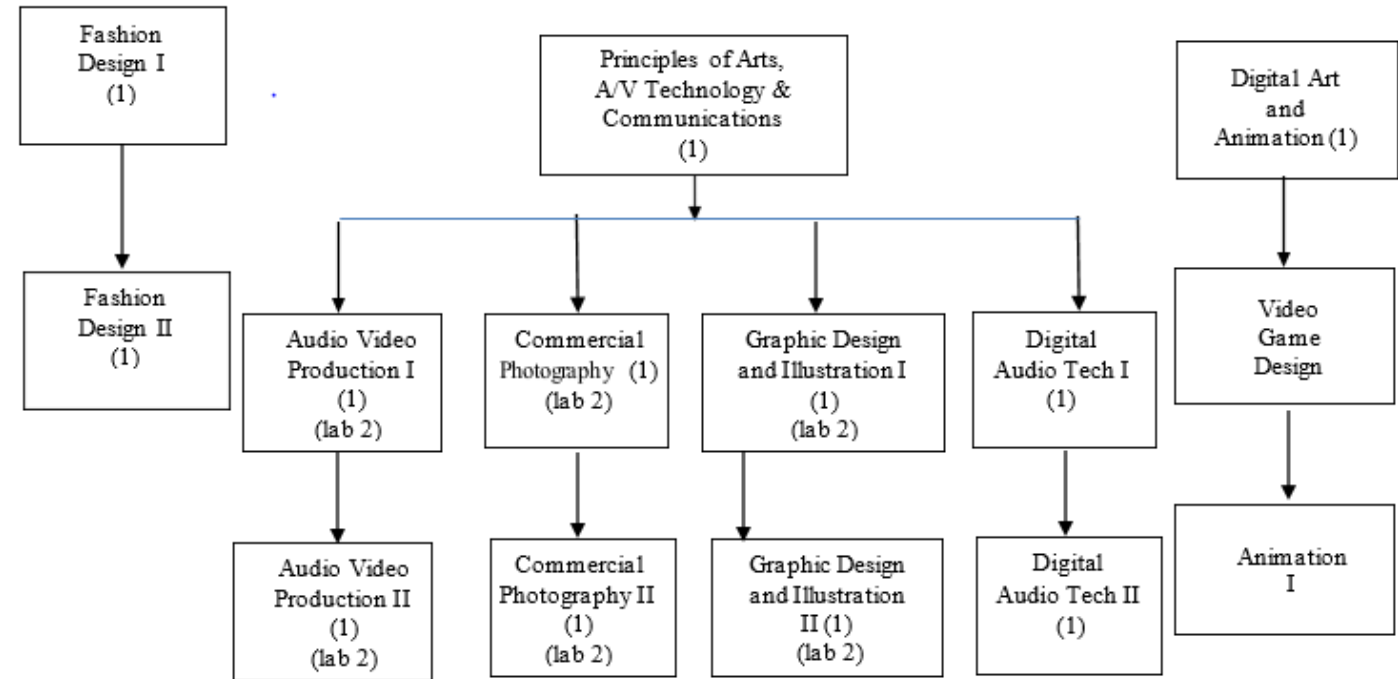 Fashion
Design I
(1)
Principles of Arts,
A/V Technology &
Communications
(1)
Digital Art
and
Animation (1)
Fashion
Design II
(1)
Audio Video
Production I
(1)
(lab 2)
Commercial
Photography (1)
(lab 2)
Graphic Design
and Illustration I
(1)
(lab 2)
Digital
Audio Tech I
(1)
Video
Game
Design
Audio Video
Production II
(1)
(lab 2)
Commercial
Photography II
(1)
(lab 2)
Graphic Design
and Illustration
II (1)
(lab 2)
Digital
Audio Tech II
(1)
Animation
I